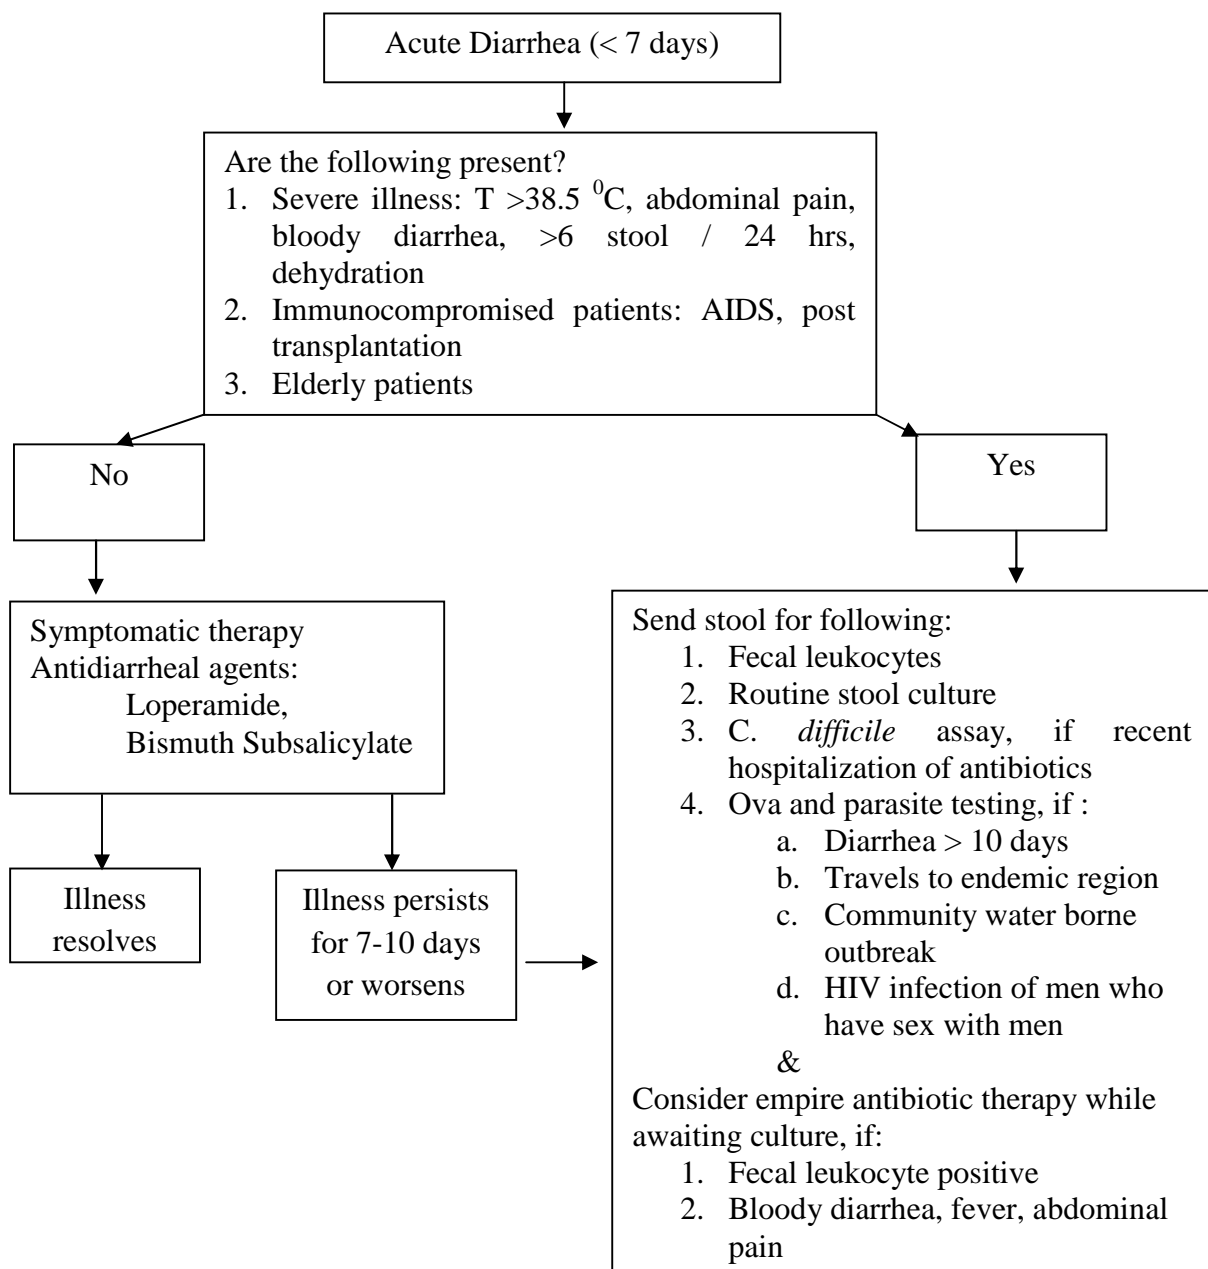 Acute Diarrhea (< 7 days)
Are the following present?
1. Severe illness: T >38.5 ⁰C, abdominal pain,
bloody diarrhea, >6 stool / 24 hrs,
dehydration
2. Immunocompromised patients: AIDS, post
transplantation
3. Elderly patients
No
Yes
Symptomatic therapy
Antidiarrheal agents:
Loperamide,
Bismuth Subsalicylate
Illness
resolves
Illness persists
for 7-10 days
or worsens
Send stool for following:
1. Fecal leukocytes
2. Routine stool culture
3. C. difficile assay, if recent
hospitalization of antibiotics
4. Ova and parasite testing, if :
a. Diarrhea > 10 days
b. Travels to endemic region
c. Community water borne
outbreak
d. HIV infection of men who
have sex with men
&
Consider empire antibiotic therapy while
awaiting culture, if:
1. Fecal leukocyte positive
2. Bloody diarrhea, fever, abdominal
pain